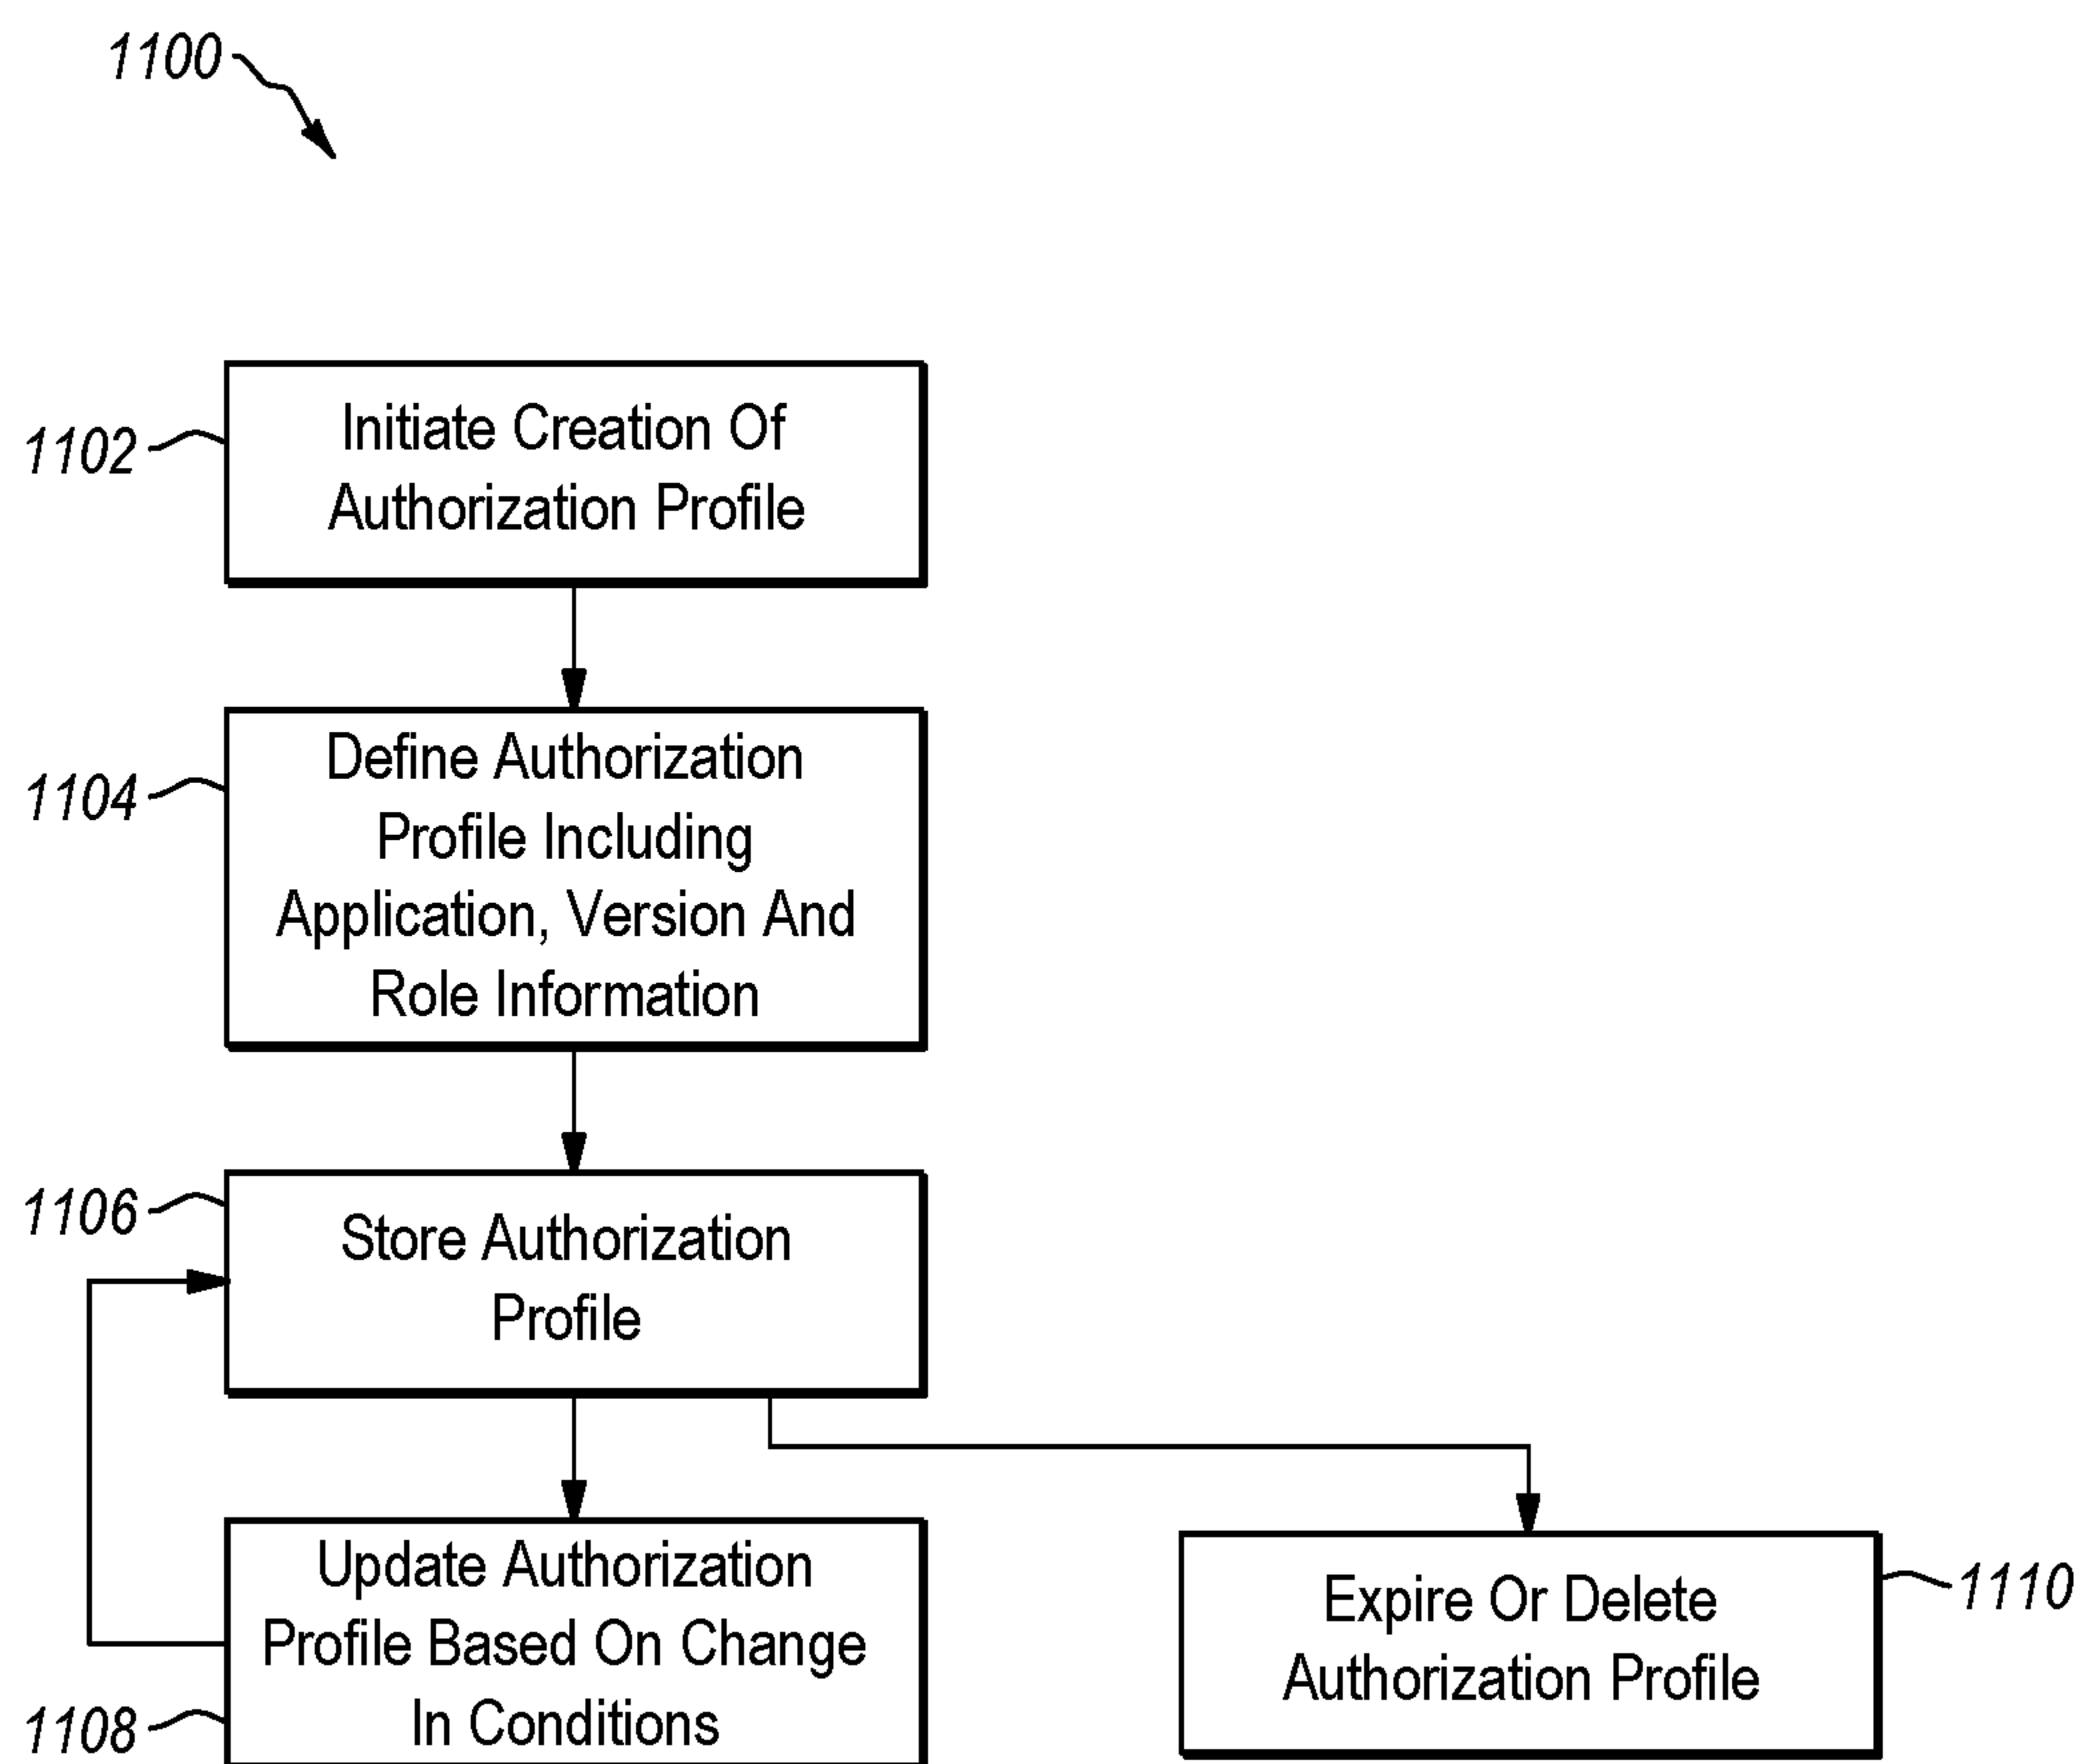 1100
1102
Initiate Creation Of
Authorization Profile
1104
Define Authorization
Profile Including
Application, Version And
Role Information
1106
Store Authorization
Profile
Update Authorization
Profile Based On Change
In Conditions
1108
Expire Or Delete
Authorization Profile
1110